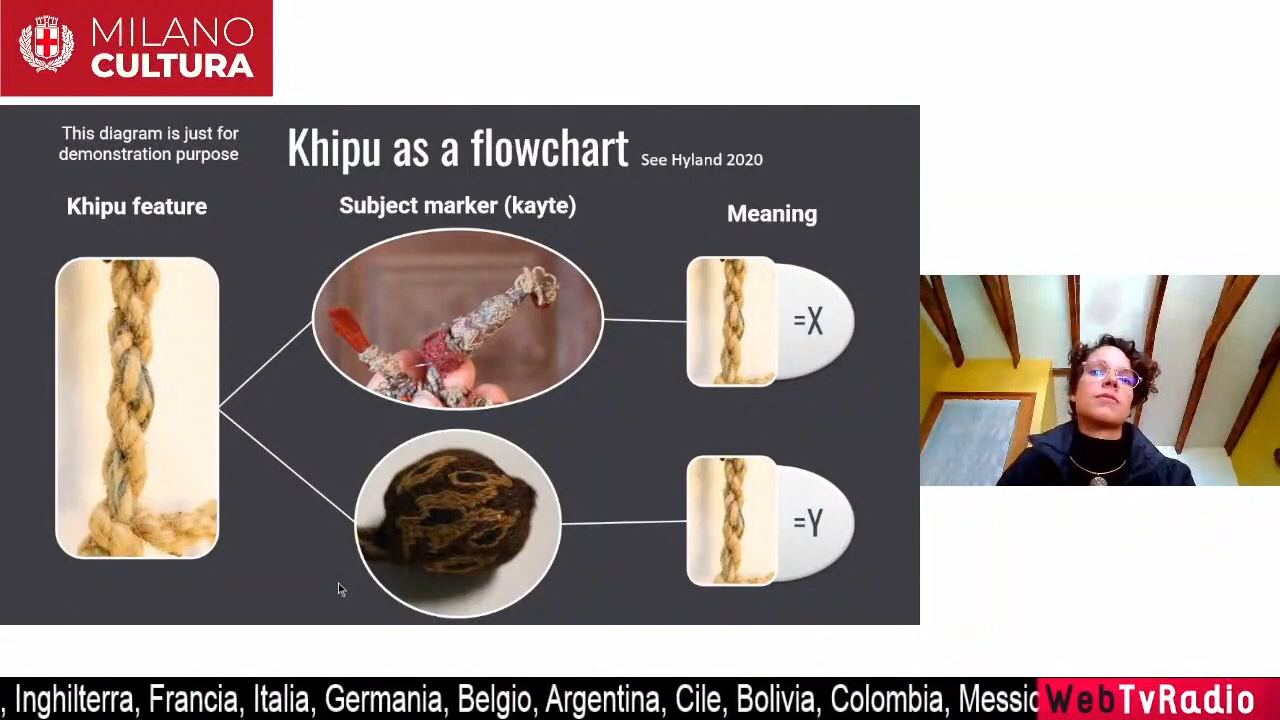 MILANO
CULTURA
This diagram is just for
demonstration purpose
Khipu as a flowchart See Hyland 2020
Khipu feature
Subject marker (kayte)
Meaning
=X
=Y
, Inghilterra, Francia, Italia, Germania, Belgio, Argentina, Cile, Bolivia, Colombia, Messic
WebTvRadio